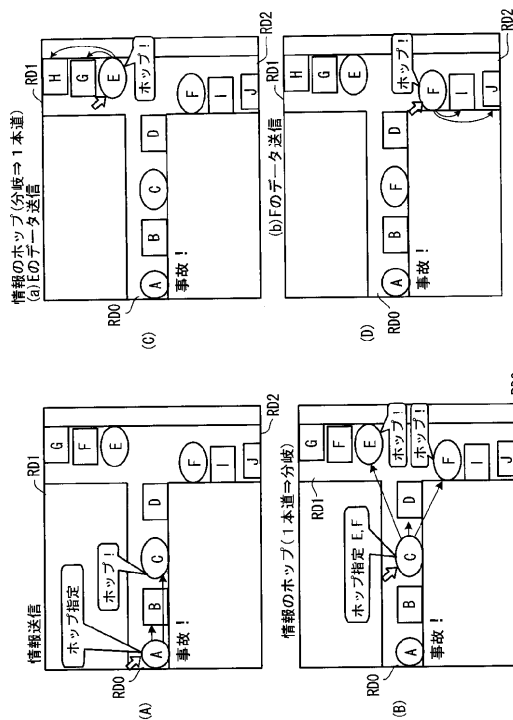 (A)
情報送信
RD1
G
F
E
ホップ指定
ホップ!
A
B
C
D
RD0
事故!
F
I
J
RD2
(B)
情報のホップ(1本道⇒分岐)
RD1
G
F
E
ホップ!
ホップ指定 E,F
ホップ!
A
B
C
D
RD0
事故!
F
I
J
(C)
情報のホップ(分岐⇒1本道)
(a)Eのデータ送信
RD1
H
G
E
ホップ!
A
B
C
D
RD0
事故!
F
I
J
RD2
(D)
(b)Fのデータ送信
RD1
H
G
E
ホップ!
A
B
F
D
RD0
事故!
F
I
J
RD2